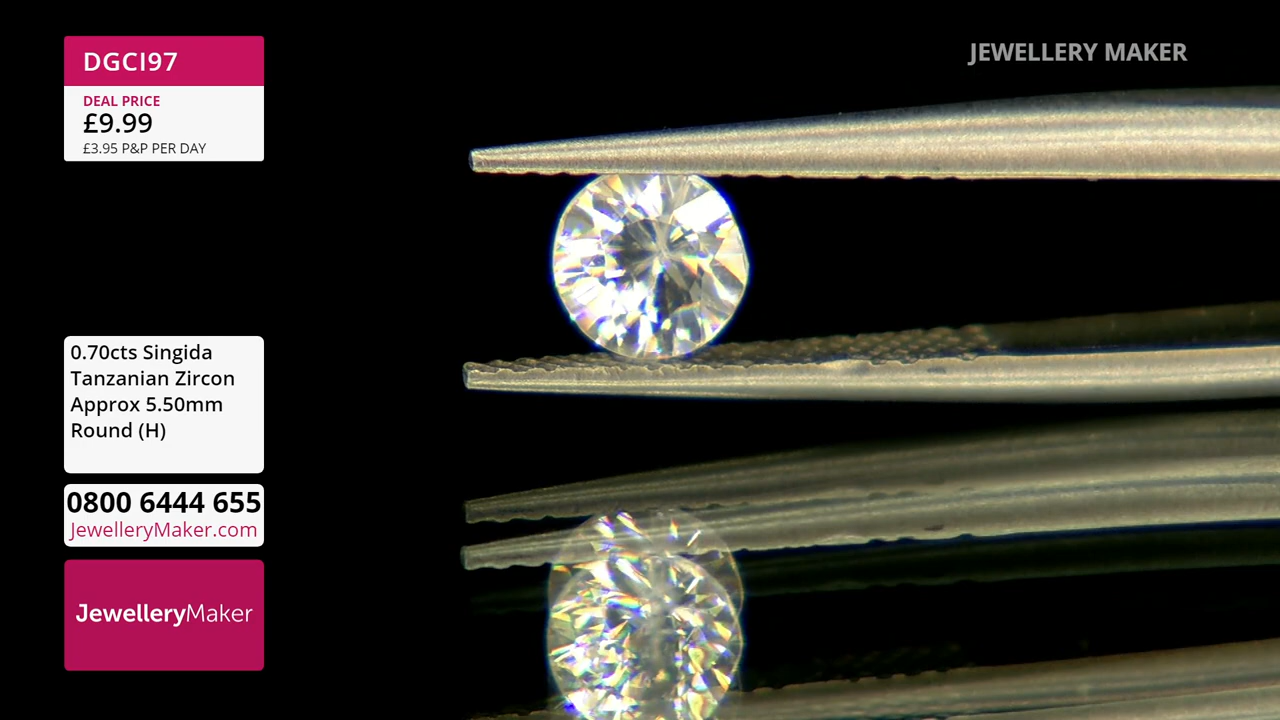 DGCI97
DEAL PRICE
£9.99
£3.95 P&P PER DAY
JEWELLERY MAKER
0.70cts Singida
Tanzanian Zircon
Approx 5.50mm
Round (H)
0800 6444 655
JewelleryMaker.com
JewelleryMaker